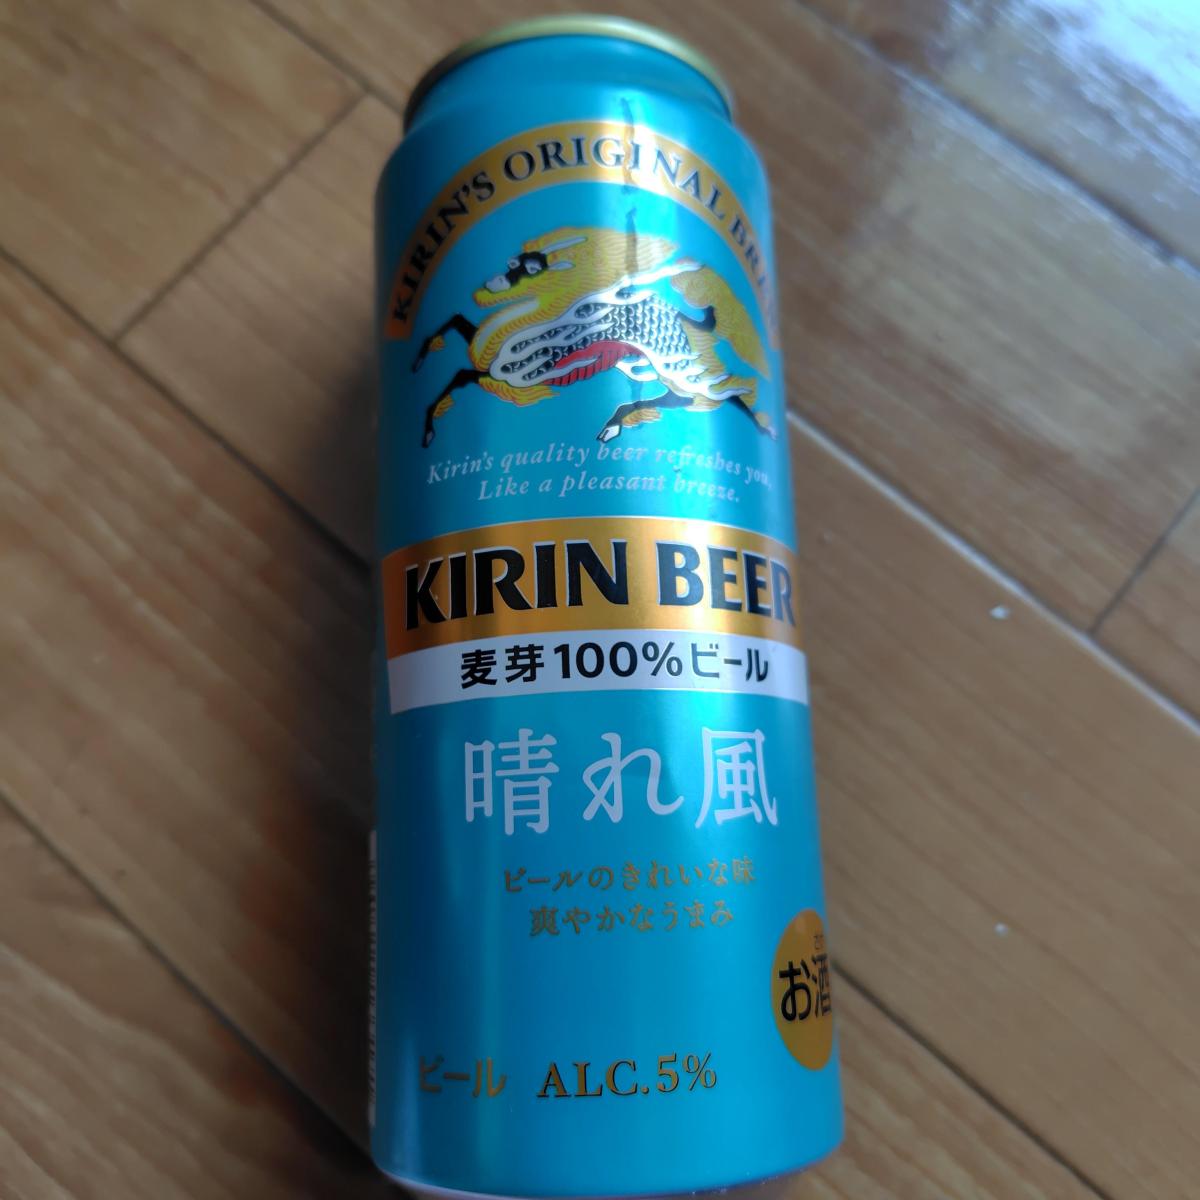 KIRIN'S ORIGINAL
Kirin's quality beer refreshes you,
Like a pleasant breeze.
KIRIN BEER
麦芽100%ビール
晴れ風
ビールのきれいな味
爽やかなうまみ
お酒
ビール ALC.5%